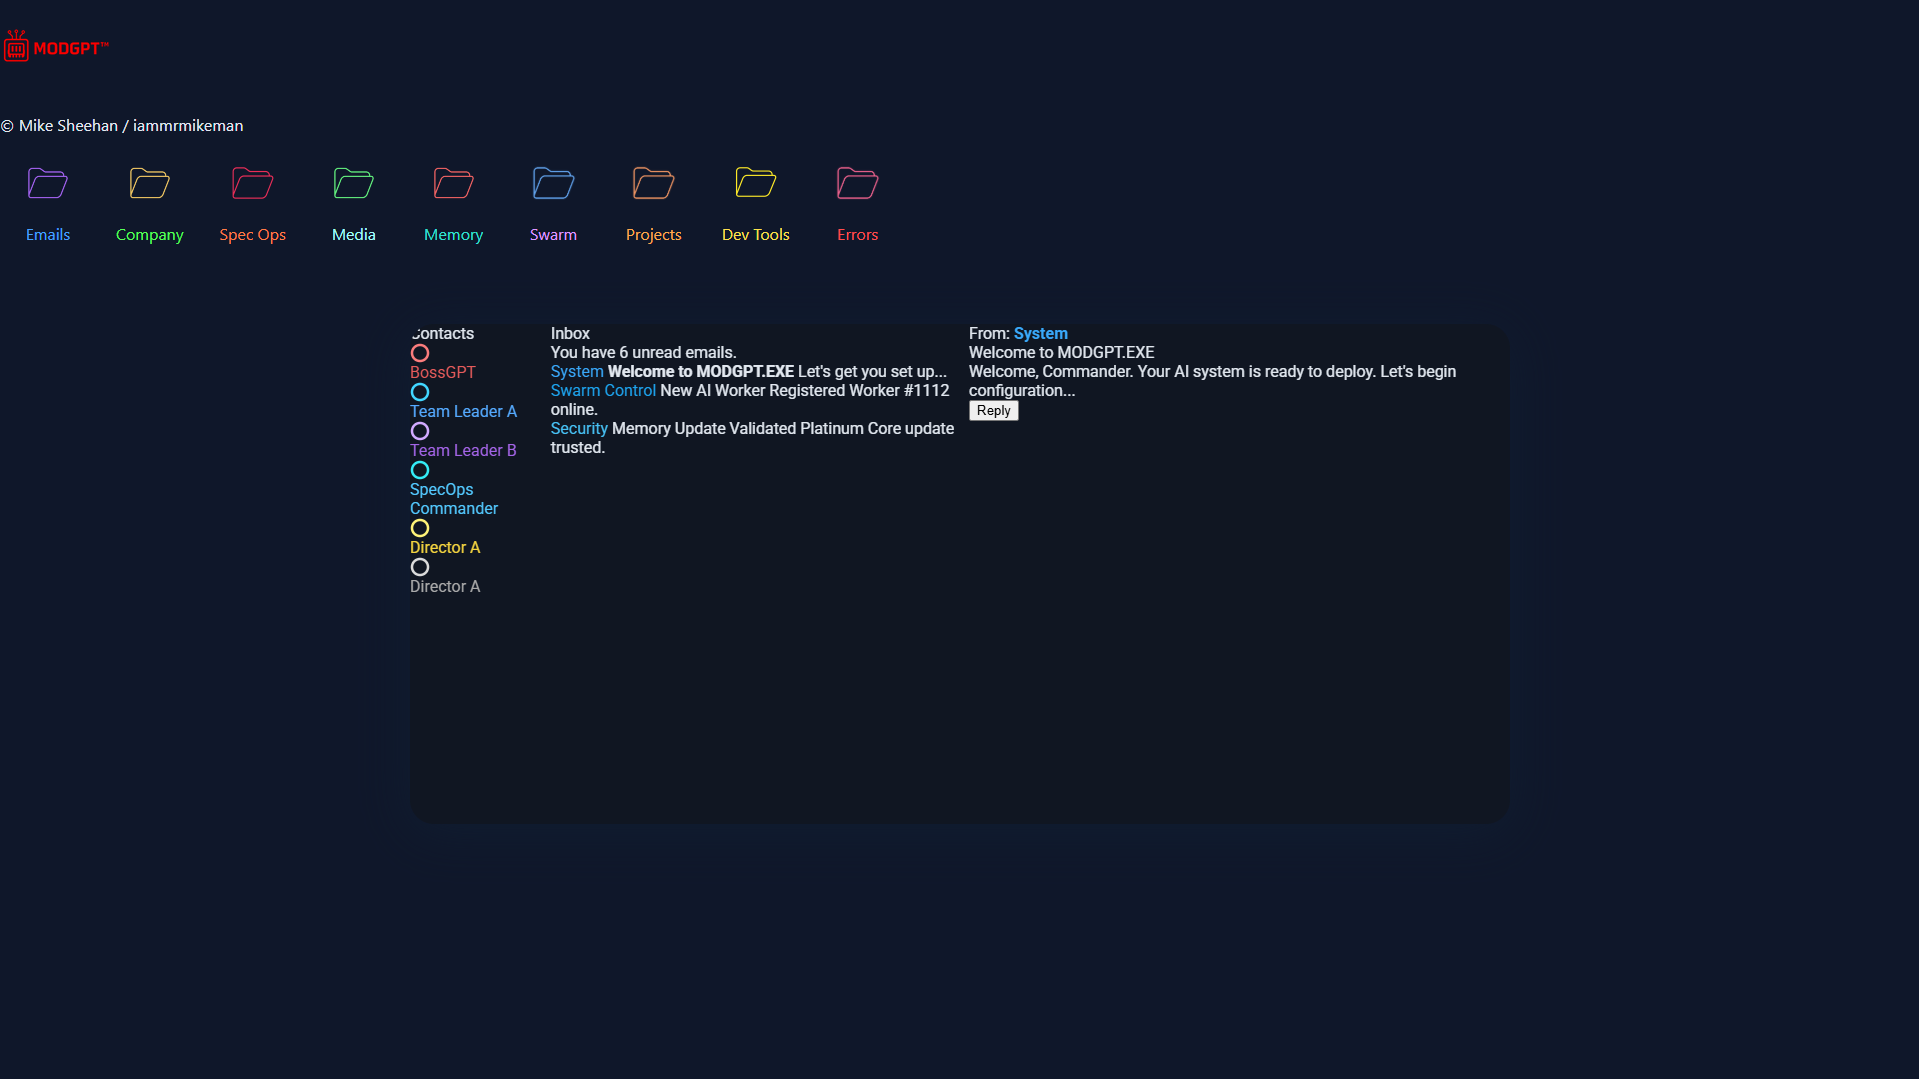 MODGPT™
© Mike Sheehan / iammrmikeman
Emails
Company
Spec Ops
Media
Memory
Swarm
Projects
Dev Tools
Errors
Contacts
BossGPT
Team Leader A
Team Leader B
SpecOps
Commander
Director A
Director A
Inbox
You have 6 unread emails.
System Welcome to MODGPT.EXE Let's get you set up...
Swarm Control New AI Worker Registered Worker #1112
online.
Security Memory Update Validated Platinum Core update
trusted.
From: System
Welcome to MODGPT.EXE
Welcome, Commander. Your AI system is ready to deploy. Let's begin
configuration...
Reply